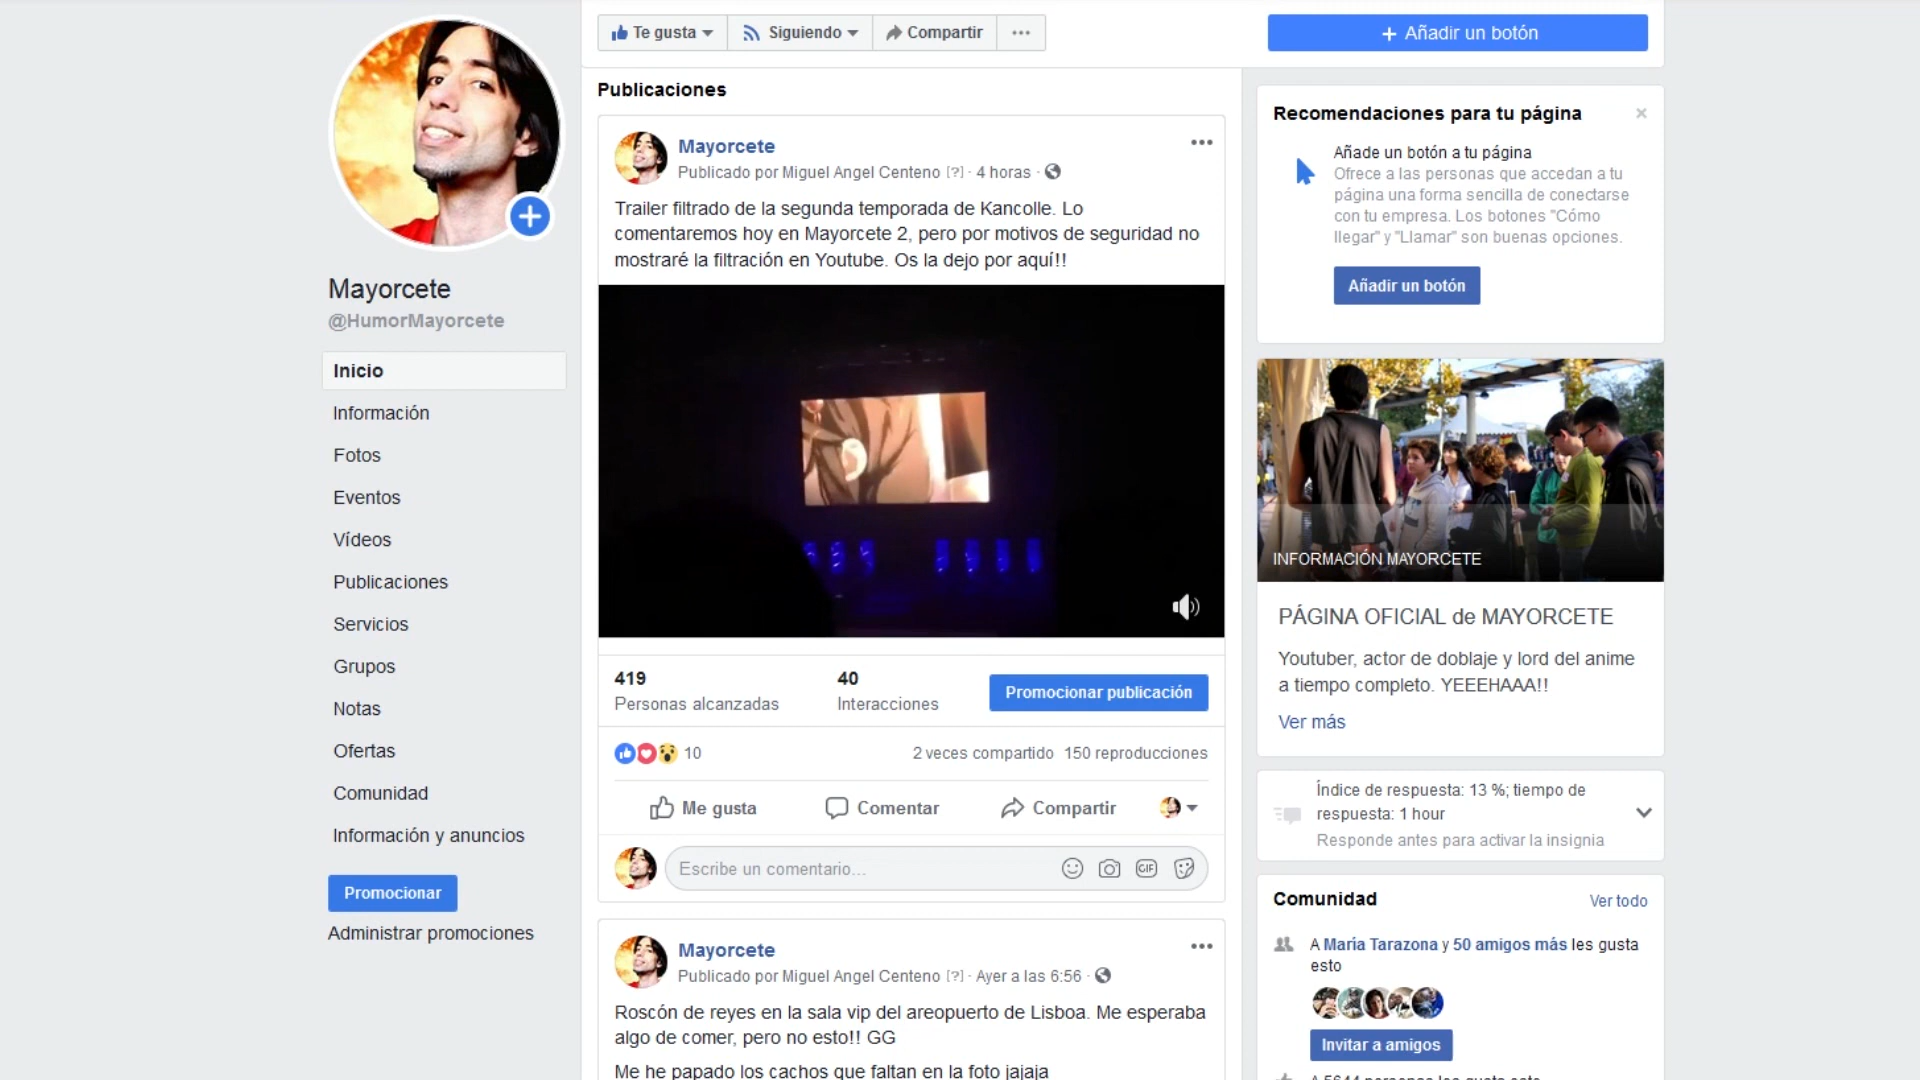 Te gusta
Siguiendo
Compartir
+ Añadir un botón
Mayorcete
@HumorMayorcete
Inicio
Información
Fotos
Eventos
Vídeos
Publicaciones
Servicios
Grupos
Notas
Ofertas
Comunidad
Información y anuncios
Promocionar
Administrar promociones
Publicaciones
Mayorcete
Publicado por Miguel Angel Centeno [?] · 4 horas ·
Trailer filtrado de la segunda temporada de Kancolle. Lo
comentaremos hoy en Mayorcete 2, pero por motivos de seguridad no
mostraré la filtración en Youtube. Os la dejo por aquí!!
419
Personas alcanzadas
40
Interacciones
Promocionar publicación
10
2 veces compartido 150 reproducciones
Me gusta
Comentar
Compartir
Escribe un comentario...
GIF
Mayorcete
Publicado por Miguel Angel Centeno [?] · Ayer a las 6:56 ·
Roscón de reyes en la sala vip del areopuerto de Lisboa. Me esperaba
algo de comer, pero no esto!! GG
Me he papado los cachos que faltan en la foto jajaja
Recomendaciones para tu página
Añade un botón a tu página
Ofrece a las personas que accedan a tu
página una forma sencilla de conectarse
con tu empresa. Los botones "Cómo
llegar" y "Llamar" son buenas opciones.
Añadir un botón
INFORMACIÓN MAYORCETE
PÁGINA OFICIAL de MAYORCETE
Youtuber, actor de doblaje y lord del anime
a tiempo completo. YEEEHAAA!!
Ver más
Índice de respuesta: 13 %; tiempo de
respuesta: 1 hour
Responde antes para activar la insignia
Comunidad
Ver todo
A María Tarazona y 50 amigos más les gusta
esto
Invitar a amigos
A 5644 personas les gusta esto